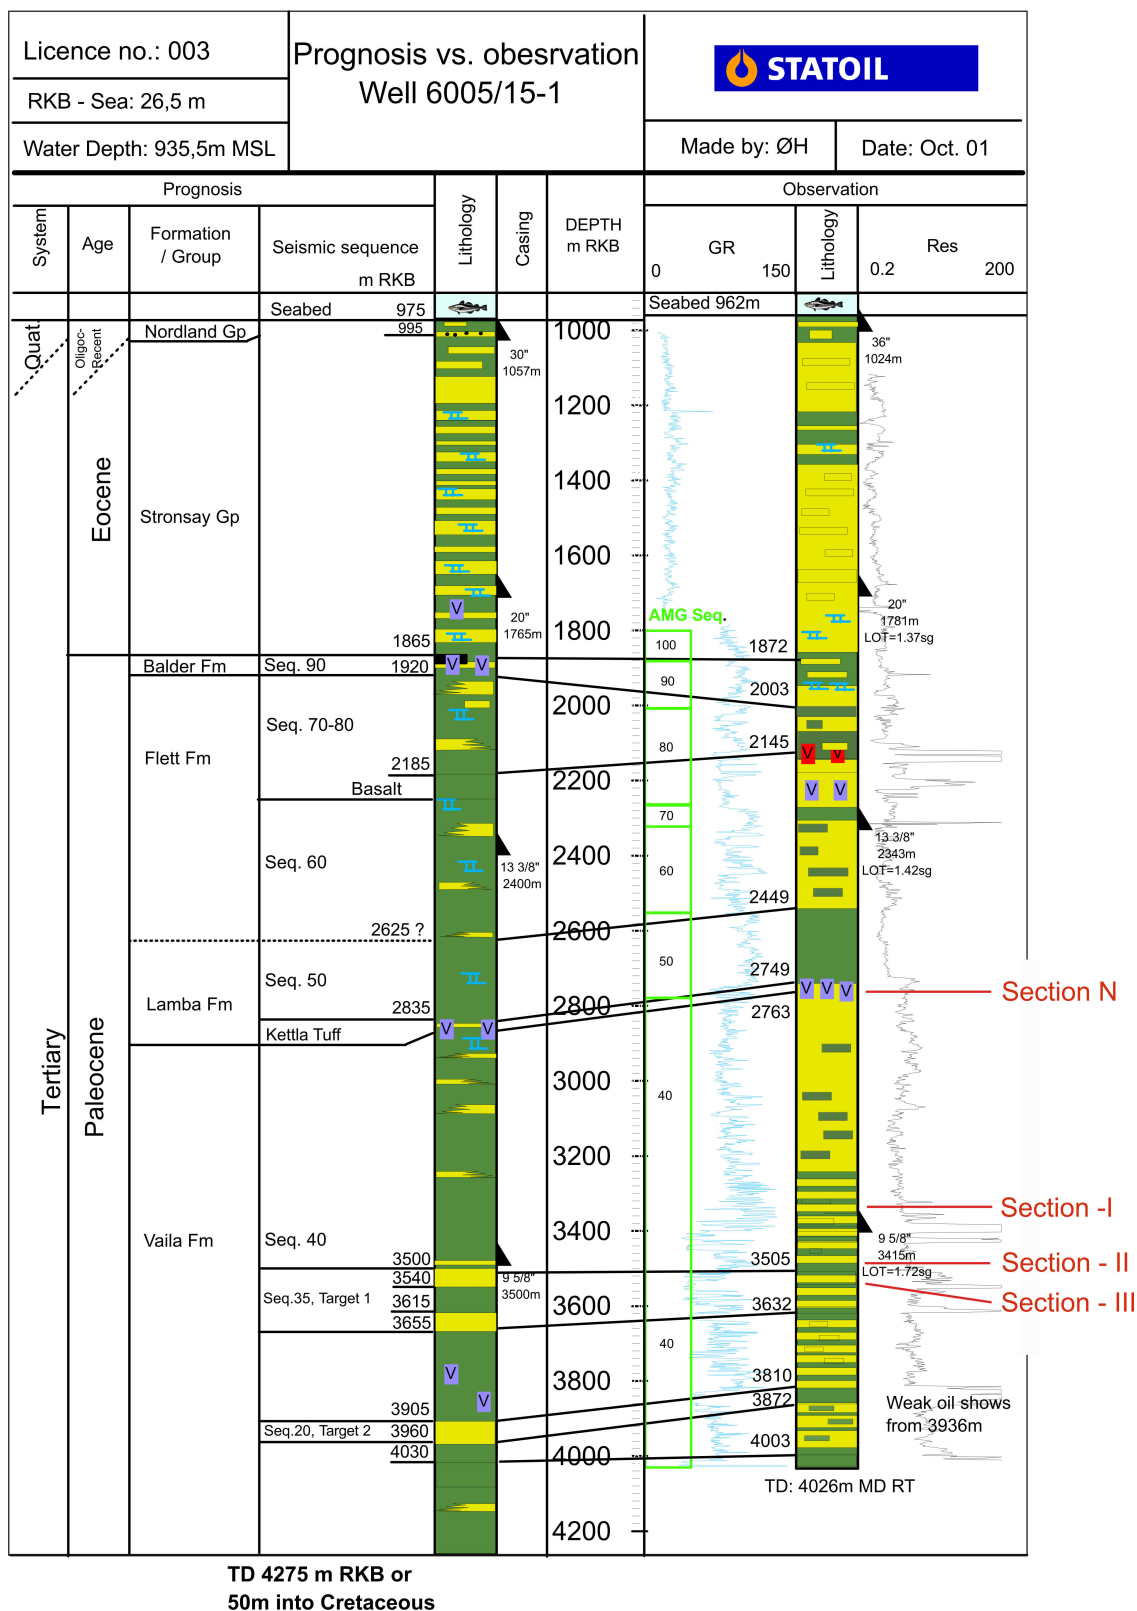 Licence no.: 003
RKB - Sea: 26,5 m
Water Depth: 935,5m MSL
Prognosis vs. obesrvation
Well 6005/15-1
STATOIL
Made by: ØH
Date: Oct. 01
Prognosis
Observation
System
Age
Formation
/ Group
Seismic sequence
m RKB
Lithology
Casing
DEPTH
m RKB
GR
0
150
Lithology
Res
0.2
200
Seabed
975
Seabed 962m
Quat.
Oligoc-
Recent
Nordland Gp
995
30"
1057m
36"
1024m
Eocene
Stronsay Gp
20"
1765m
20"
1781m
LOT=1.37sg
AMG Seq.
1865
Balder Fm
Seq. 90
1920
Seq. 70-80
Flett Fm
2185
Basalt
Seq. 60
13 3/8"
2400m
2625 ?
Seq. 50
Lamba Fm
2835
Kettla Tuff
Tertiary
Paleocene
Vaila Fm
Seq. 40
3500
3540
Seq.35, Target 1
3615
3655
9 5/8"
3500m
3905
Seq.20, Target 2
3960
4030
V
V
V
V
V
V
V
1000
1200
1400
1600
1800
2000
2200
2400
2600
2800
3000
3200
3400
3600
3800
4000
4200
100
90
80
70
60
50
40
40
1872
2003
2145
2449
2749
2763
3505
3632
3810
3872
4003
V
V
V
V
V
V
V
13 3/8"
2343m
LOT=1.42sg
Section N
Section -I
9 5/8"
3415m
LOT=1.72sg
Section - II
Section - III
Weak oil shows
from 3936m
TD: 4026m MD RT
TD 4275 m RKB or
50m into Cretaceous